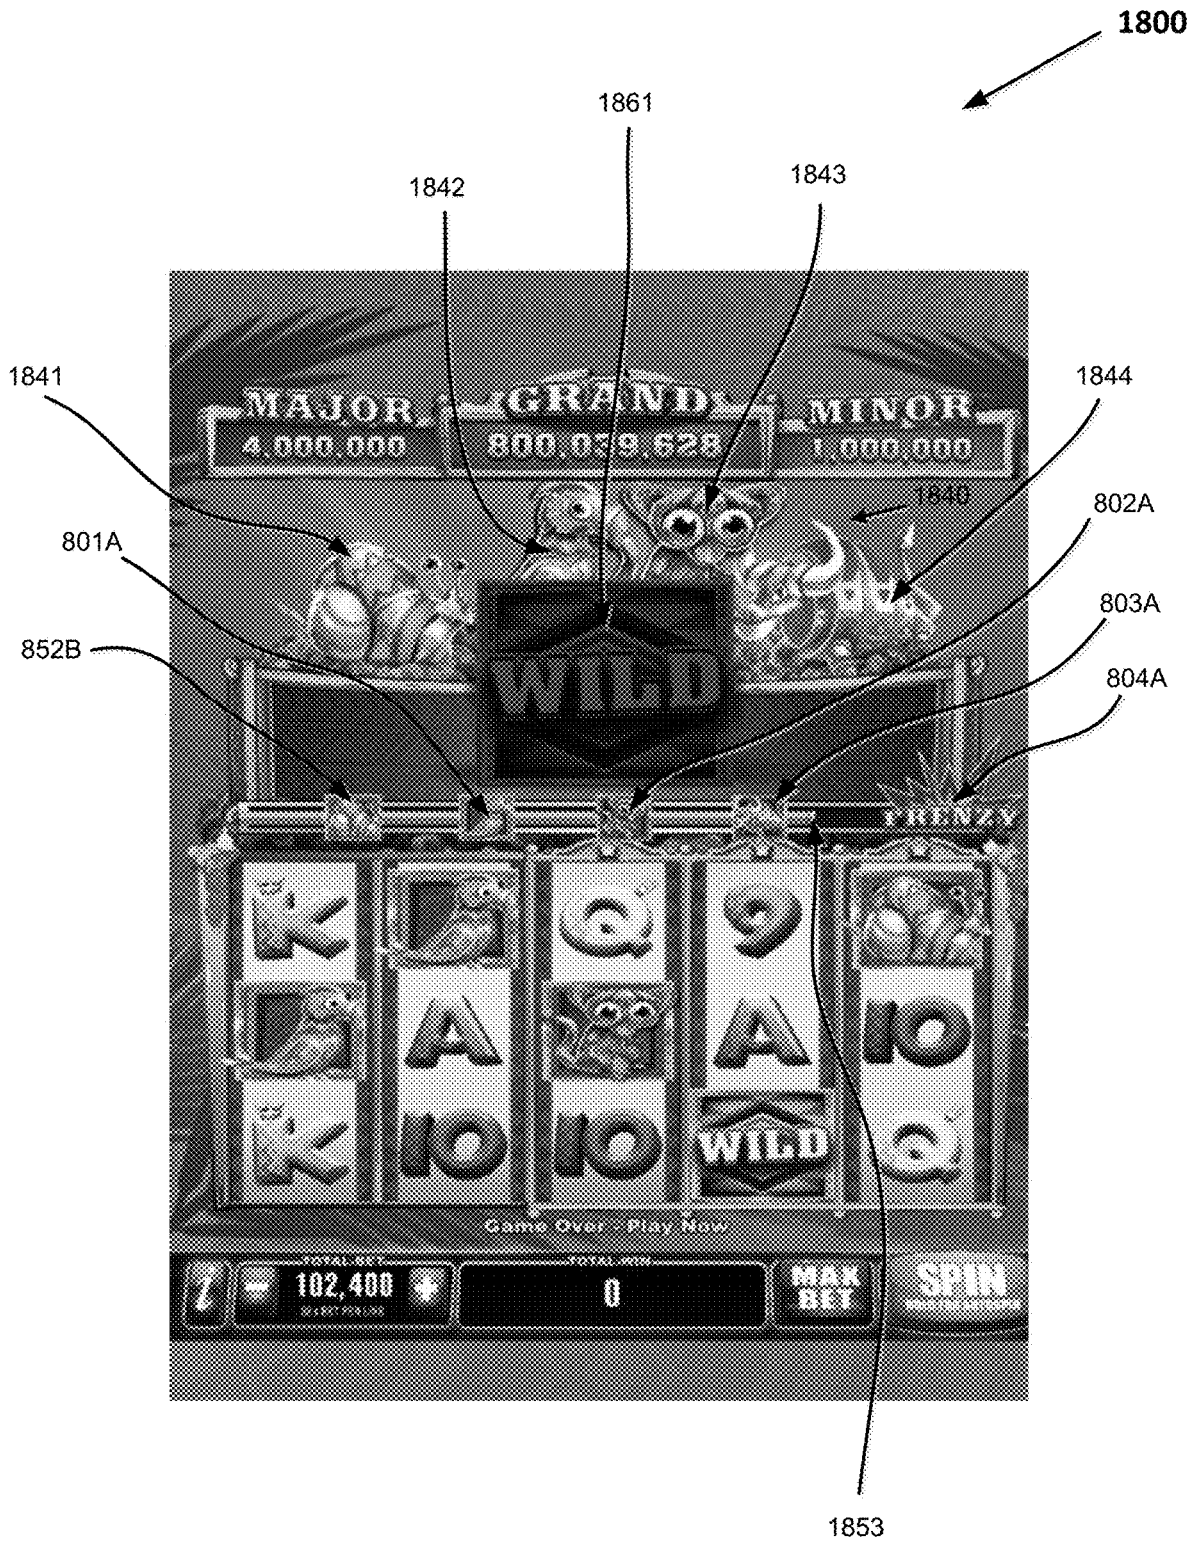 1800
1861
1842
1843
1841
1844
MAJOR
GRAND
MINOR
4,000,000
800,039,628
1,000,000
1840
802A
801A
803A
852B
WILD
804A
FRENZY
K
Q
9
A
A
10
K
10
10
WILD
Q
Game Over - Play Now
TOTAL BET
TOTAL WIN
102,400
0
MAX
BET
SPIN
1853